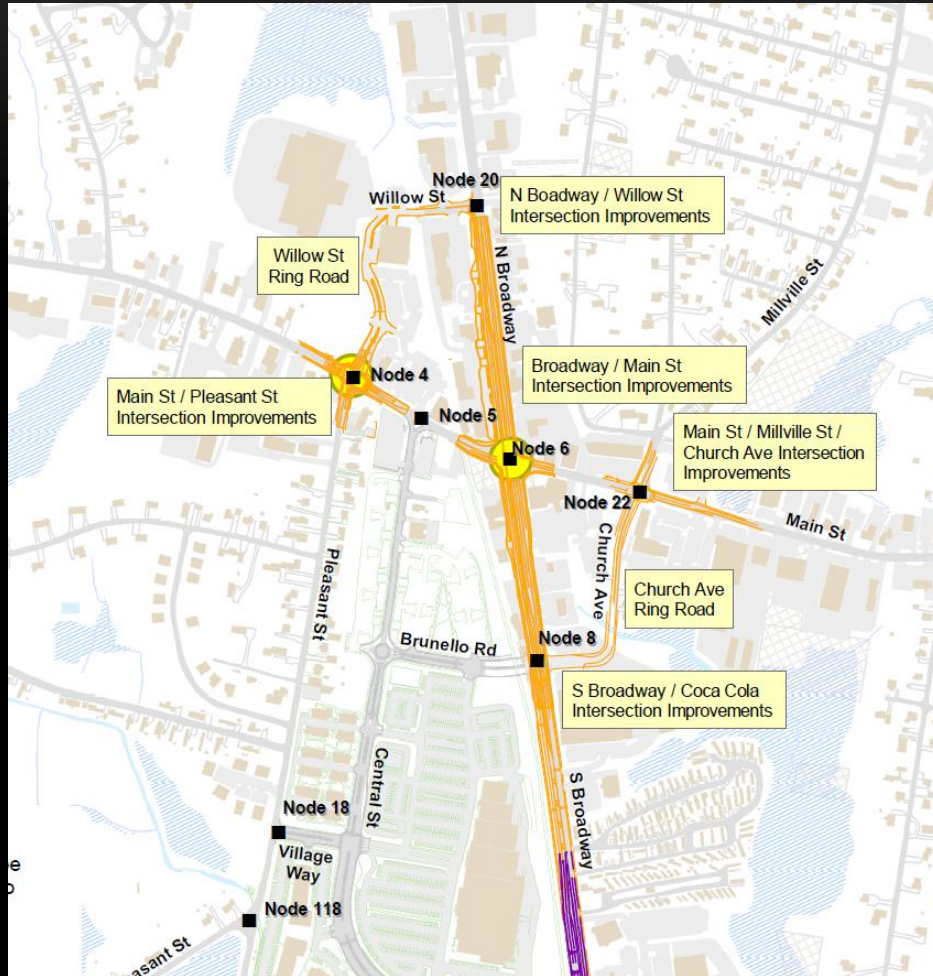 Node 20
N Boadway / Willow St
Intersection Improvements
Willow St
Willow St
Ring Road
N Broadway
Millville St
Node 4
Broadway / Main St
Intersection Improvements
Main St / Pleasant St
Intersection Improvements
Node 5
Main St / Millville St /
Church Ave Intersection
Improvements
Node 6
Node 22
Main St
Church Ave
Pleasant St
Church Ave
Ring Road
Brunello Rd
Node 8
S Broadway / Coca Cola
Intersection Improvements
Central St
S Broadway
Node 18
Village
Way
Node 118
easant St